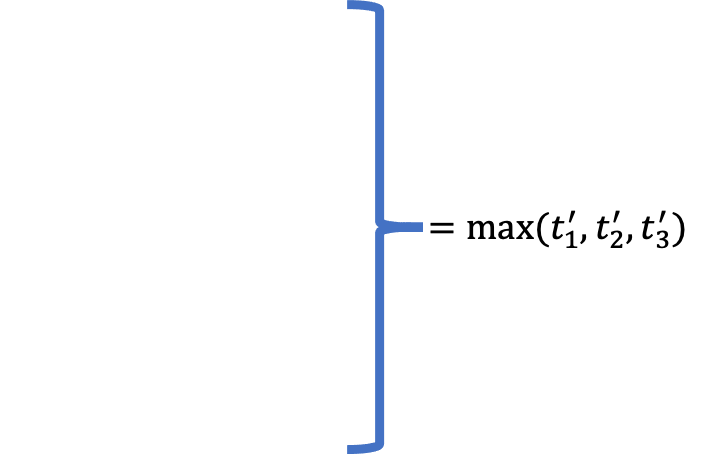 = max(t′₁, t′₂, t′₃)